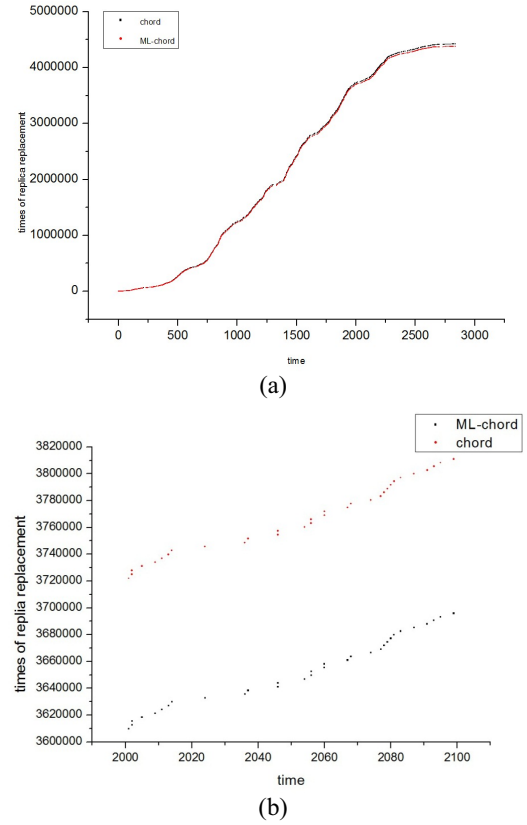 5000000
chord
ML-chord
4000000
3000000
2000000
1000000
0
times of replica replacement
0 500 1000 1500 2000 2500 3000
time
(a)
ML-chord
chord
3820000
3800000
3780000
3760000
3740000
3720000
3700000
3680000
3660000
3640000
3620000
3600000
times of replia replacement
2000 2020 2040 2060 2080 2100
time
(b)